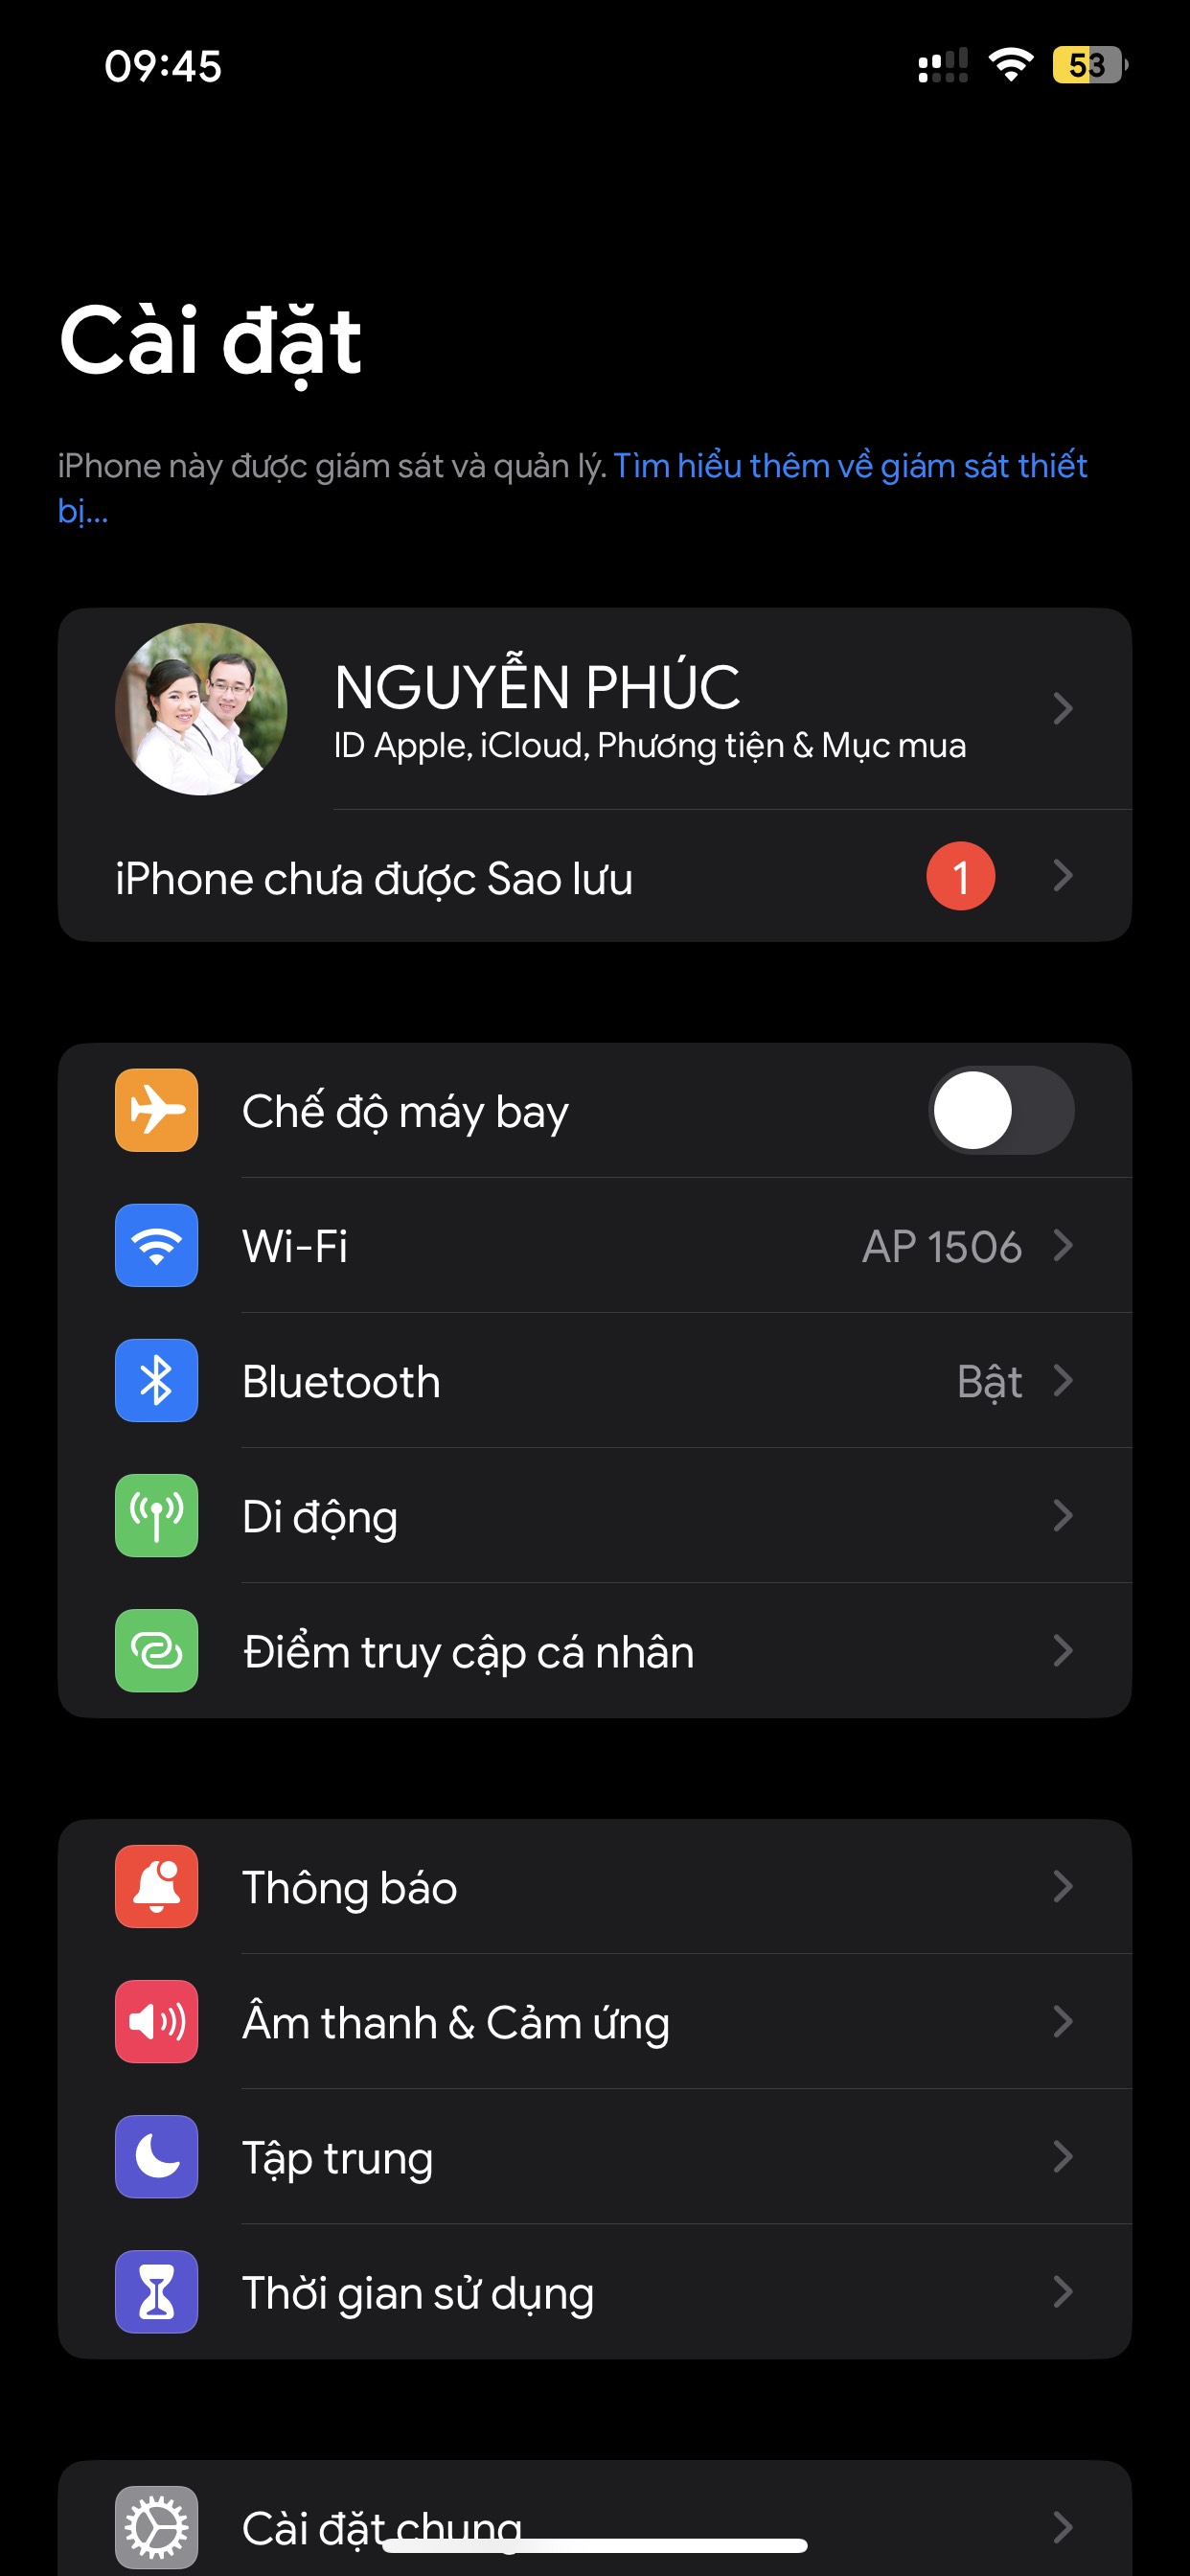 09:45
53
Cài đặt
iPhone này được giám sát và quản lý. Tìm hiểu thêm về giám sát thiết
bị...
NGUYỄN PHÚC
ID Apple, iCloud, Phương tiện & Mục mua
iPhone chưa được Sao lưu 1
Chế độ máy bay
Wi-Fi AP 1506
Bluetooth Bật
Di động
Điểm truy cập cá nhân
Thông báo
Âm thanh & Cảm ứng
Tập trung
Thời gian sử dụng
Cài đặt chung